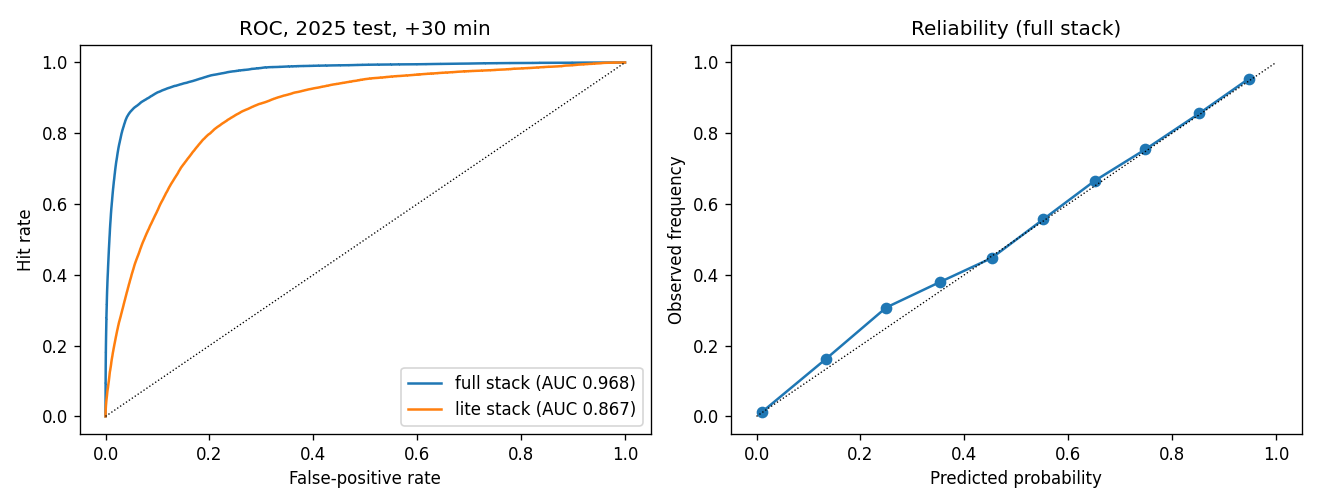 ROC, 2025 test, +30 min
Hit rate
1.0
0.8
0.6
0.4
0.2
0.0
full stack (AUC 0.968)
lite stack (AUC 0.867)
0.0 0.2 0.4 0.6 0.8 1.0
False-positive rate
Reliability (full stack)
Observed frequency
1.0
0.8
0.6
0.4
0.2
0.0
0.0 0.2 0.4 0.6 0.8 1.0
Predicted probability